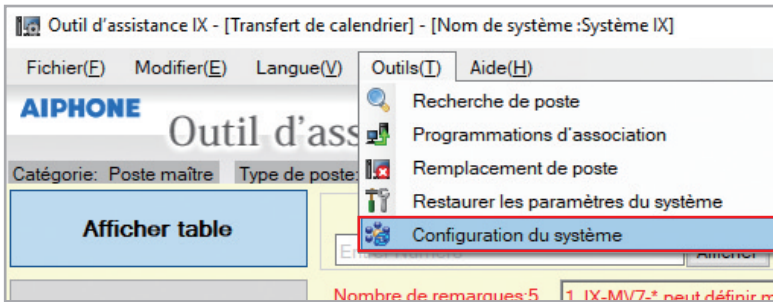 Outil d'assistance IX - [Transfert de calendrier] - [Nom de système :Système IX]
Fichier(F) Modifier(E) Langue(V) Outils(T) Aide(H)
AIPHONE
Outil d'ass
Recherche de poste
Programmations d'association
Catégorie: Poste maître Type de poste:
Remplacement de poste
Restaurer les paramètres du système
Afficher table
Configuration du système
Afficher
Nombre de remarques:5 1. IX-MV7-* peut définir m